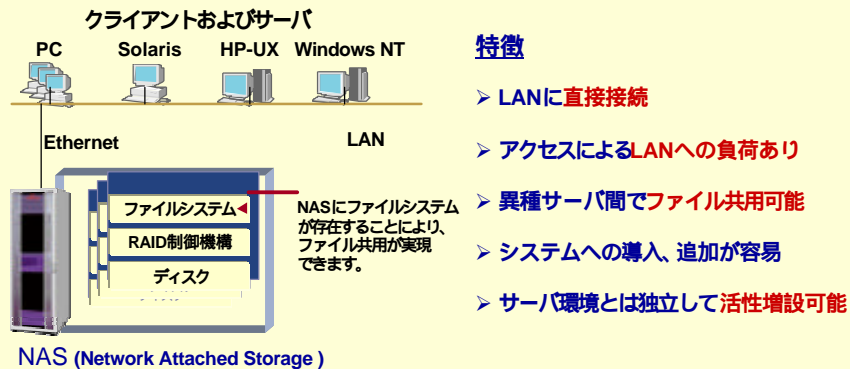 クライアントおよびサーバ
PC Solaris HP-UX Windows NT
Ethernet
LAN
ファイルシステム
RAID制御機構
ディスク
NASにファイルシステム
が存在することにより、
ファイル共用が実現
できます。
NAS (Network Attached Storage )
特徴
➢ LANに直接接続
➢ アクセスによるLANへの負荷あり
➢ 異種サーバ間でファイル共用可能
➢ システムへの導入、追加が容易
➢ サーバ環境とは独立して活性増設可能